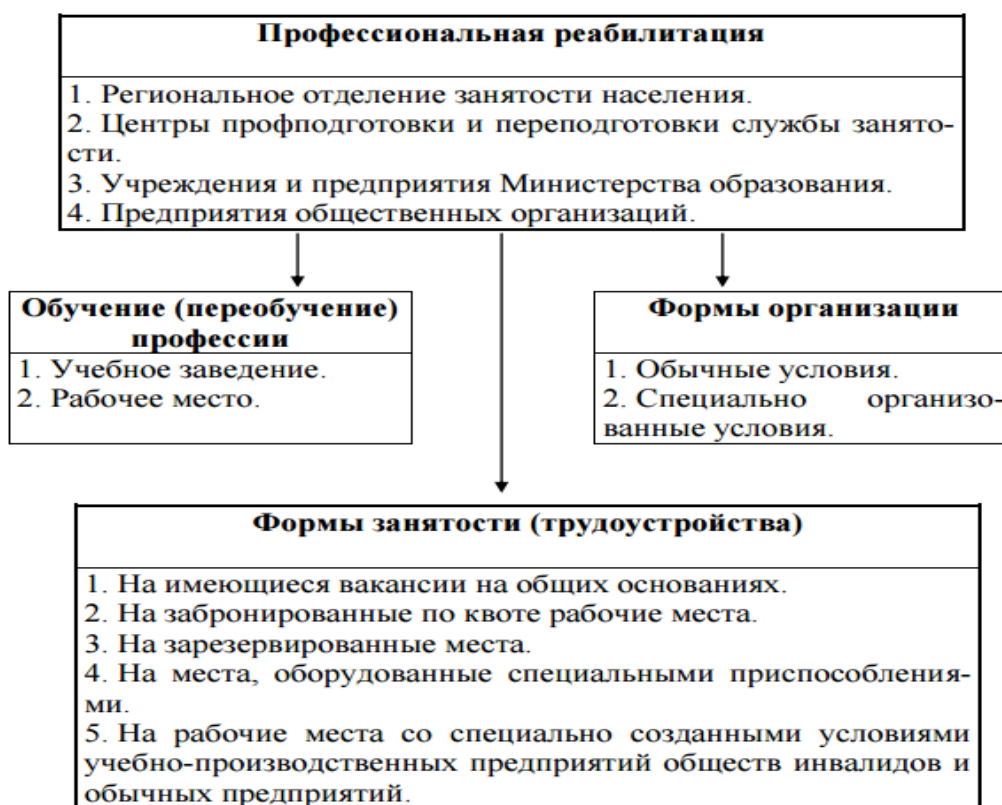 Профессиональная реабилитация
1. Региональное отделение занятости населения.
2. Центры профподготовки и переподготовки службы занято-
сти.
3. Учреждения и предприятия Министерства образования.
4. Предприятия общественных организаций.
Обучение (переобучение)
профессии
1. Учебное заведение.
2. Рабочее место.
Формы организации
1. Обычные условия.
2. Специально организо-
ванные условия.
Формы занятости (трудоустройства)
1. На имеющиеся вакансии на общих основаниях.
2. На забронированные по квоте рабочие места.
3. На зарезервированные места.
4. На места, оборудованные специальными приспособления-
ми.
5. На рабочие места со специально созданными условиями
учебно-производственных предприятий обществ инвалидов и
обычных предприятий.